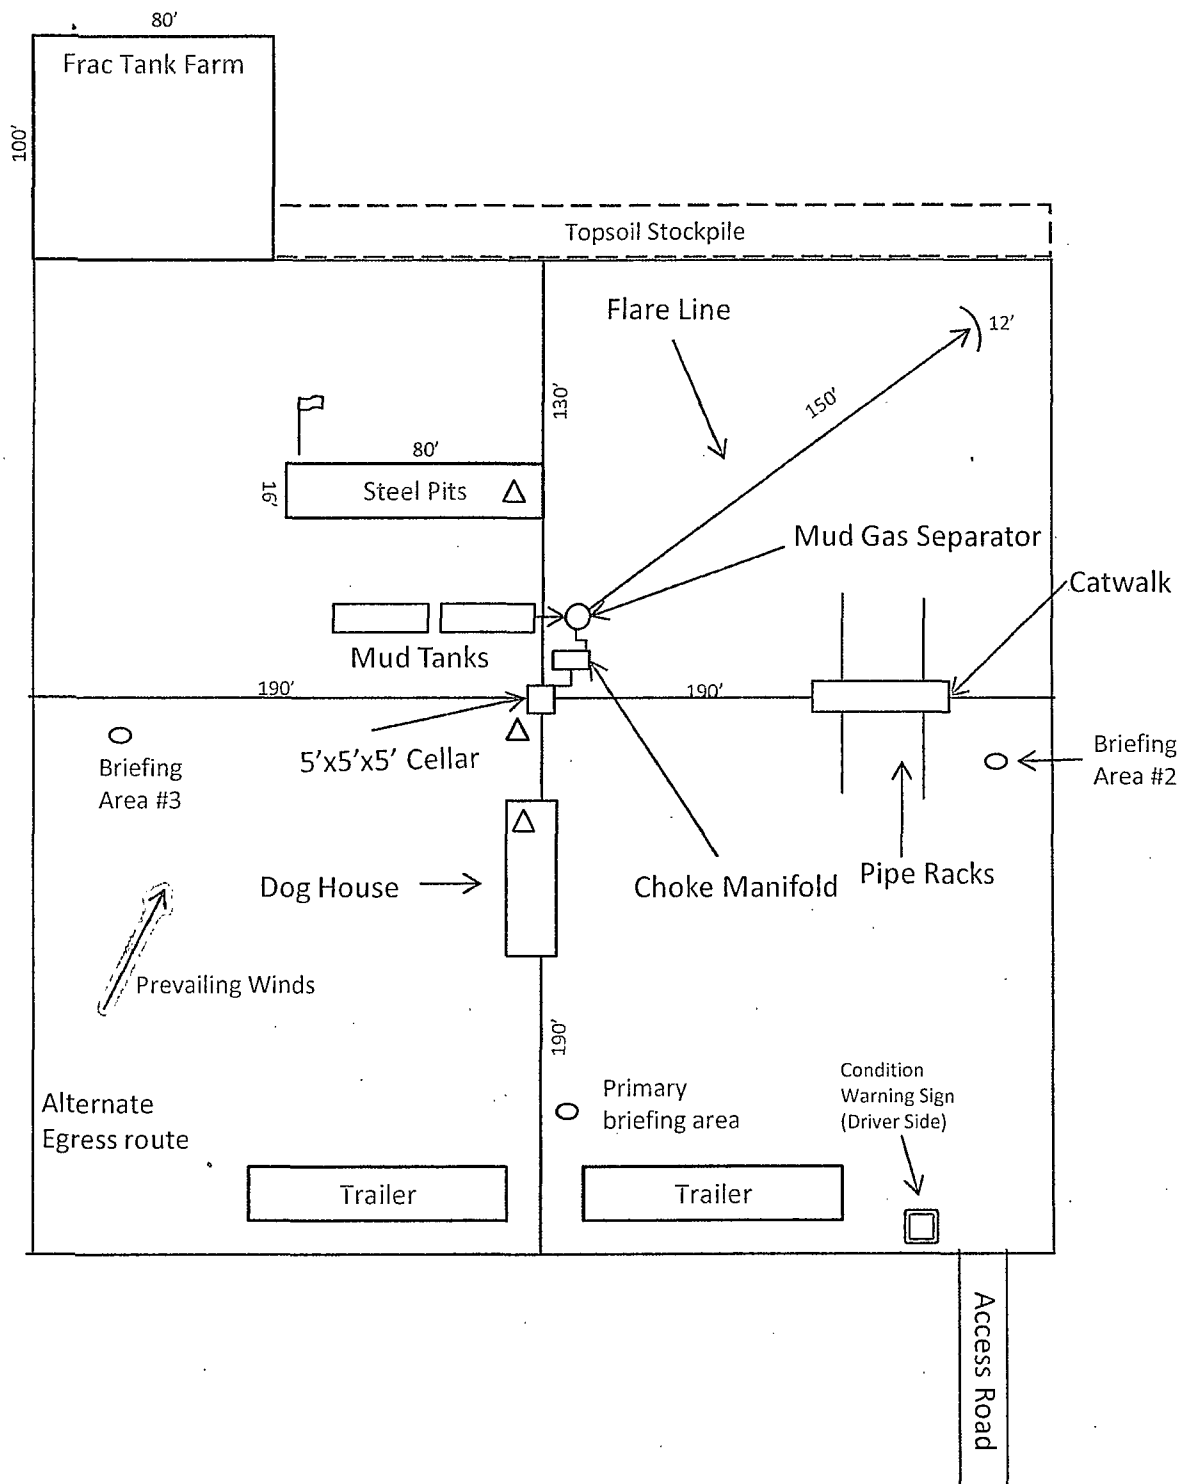 80'
Frac Tank Farm
100'
Topsoil Stockpile
Flare Line
12'
130'
150'
80'
16'
Steel Pits
Mud Gas Separator
Catwalk
Mud Tanks
190'
190'
5'x5'x5' Cellar
Briefing
Area #3
Briefing
Area #2
Dog House
Choke Manifold
Pipe Racks
Prevailing Winds
190'
Condition
Warning Sign
(Driver Side)
Primary
briefing area
Alternate
Egress route
Trailer
Trailer
Access Road